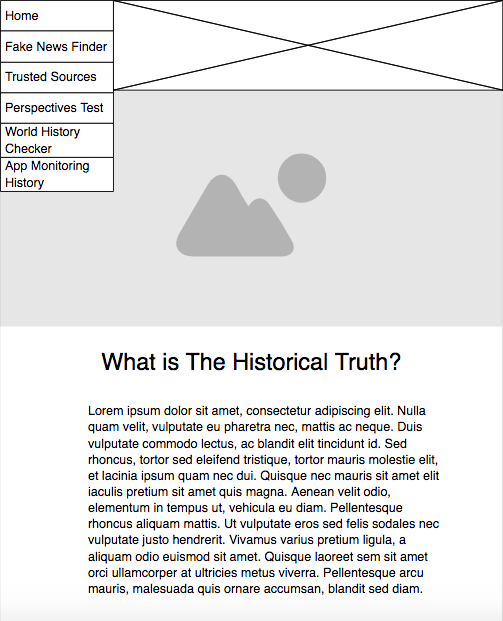 Home
Fake News Finder
Trusted Sources
Perspectives Test
World History
Checker
App Monitoring
History
What is The Historical Truth?
Lorem ipsum dolor sit amet, consectetur adipiscing elit. Nulla
quam velit, vulputate eu pharetra nec, mattis ac neque. Duis
vulputate commodo lectus, ac blandit elit tincidunt id. Sed
rhoncus, tortor sed eleifend tristique, tortor mauris molestie elit,
et lacinia ipsum quam nec dui. Quisque nec mauris sit amet elit
iaculis pretium sit amet quis magna. Aenean velit odio,
elementum in tempus ut, vehicula eu diam. Pellentesque
rhoncus aliquam mattis. Ut vulputate eros sed felis sodales nec
vulputate justo hendrerit. Vivamus varius pretium ligula, a
aliquam odio euismod sit amet. Quisque laoreet sem sit amet
orci ullamcorper at ultricies metus viverra. Pellentesque arcu
mauris, malesuada quis ornare accumsan, blandit sed diam.